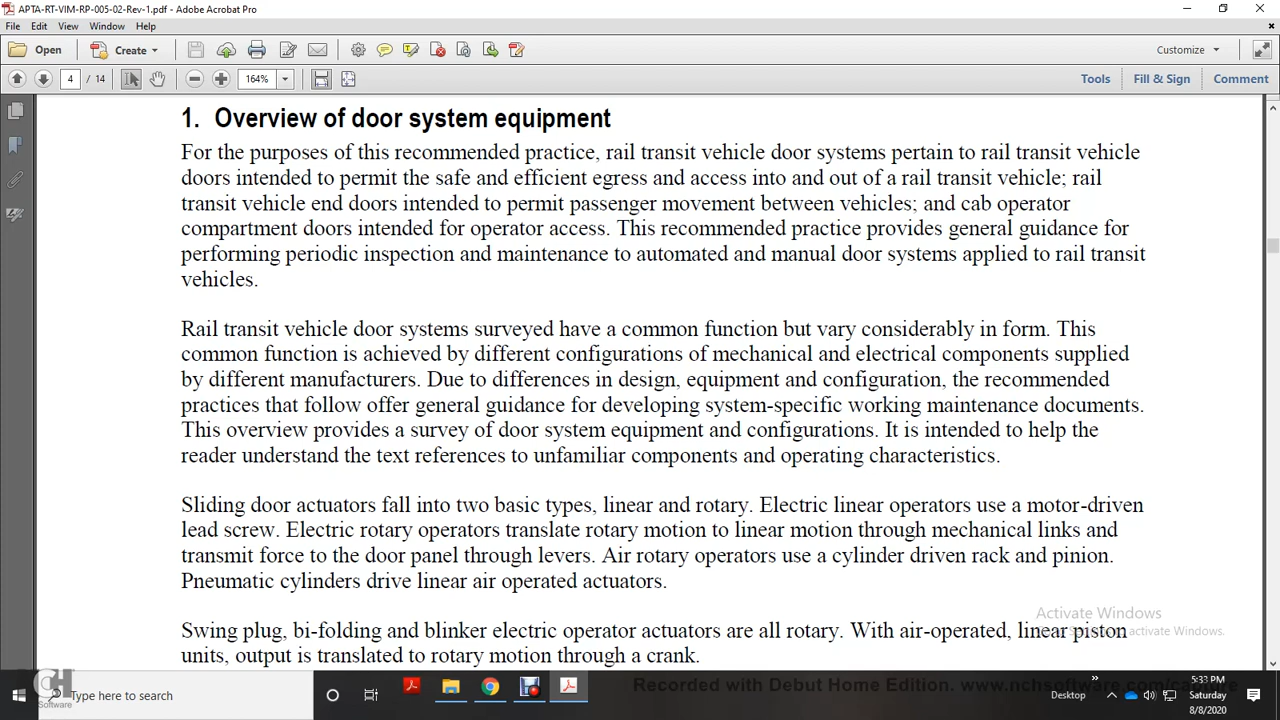 APTA-RT-VIM-RP-005-02-Rev-1.pdf - Adobe Acrobat Pro
File Edit View Window Help
Open Create Customize
4 / 14 164% Tools Fill & Sign Comment
1. Overview of door system equipment
For the purposes of this recommended practice, rail transit vehicle door systems pertain to rail transit vehicle
doors intended to permit the safe and efficient egress and access into and out of a rail transit vehicle; rail
transit vehicle end doors intended to permit passenger movement between vehicles; and cab operator
compartment doors intended for operator access. This recommended practice provides general guidance for
performing periodic inspection and maintenance to automated and manual door systems applied to rail transit
vehicles.
Rail transit vehicle door systems surveyed have a common function but vary considerably in form. This
common function is achieved by different configurations of mechanical and electrical components supplied
by different manufacturers. Due to differences in design, equipment and configuration, the recommended
practices that follow offer general guidance for developing system-specific working maintenance documents.
This overview provides a survey of door system equipment and configurations. It is intended to help the
reader understand the text references to unfamiliar components and operating characteristics.
Sliding door actuators fall into two basic types, linear and rotary. Electric linear operators use a motor-driven
lead screw. Electric rotary operators translate rotary motion to linear motion through mechanical links and
transmit force to the door panel through levers. Air rotary operators use a cylinder driven rack and pinion.
Pneumatic cylinders drive linear air operated actuators.
Activate Windows
Swing plug, bi-folding and blinker electric operator actuators are all rotary. With air-operated, linear piston
activate Windows.
units, output is translated to rotary motion through a crank.
Recorded with Debut Home Edition. www.nchsoftware.com/capture
NCH
Software
Type here to search
Desktop
5:33 PM
Saturday
8/8/2020